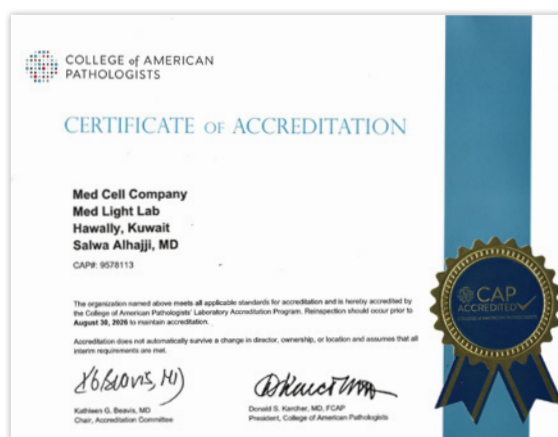 COLLEGE of AMERICAN
PATHOLOGISTS
CERTIFICATE OF ACCREDITATION
Med Cell Company
Med Light Lab
Hawally, Kuwait
Salwa Alhajji, MD
CAP#: 9578113
The organization named above meets all applicable standards for accreditation and is hereby accredited by
the College of American Pathologists' Laboratory Accreditation Program. Reinspection should occur prior to
August 30, 2026 to maintain accreditation.
Accreditation does not automatically survive a change in director, ownership, or location and assumes that all
interim requirements are met.
Kathleen G. Beavis, MD
Chair, Accreditation Committee
Donald S. Karcher, MD, FCAP
President, College of American Pathologists
CAP
ACCREDITED
COLLEGE of AMERICAN PATHOLOGISTS